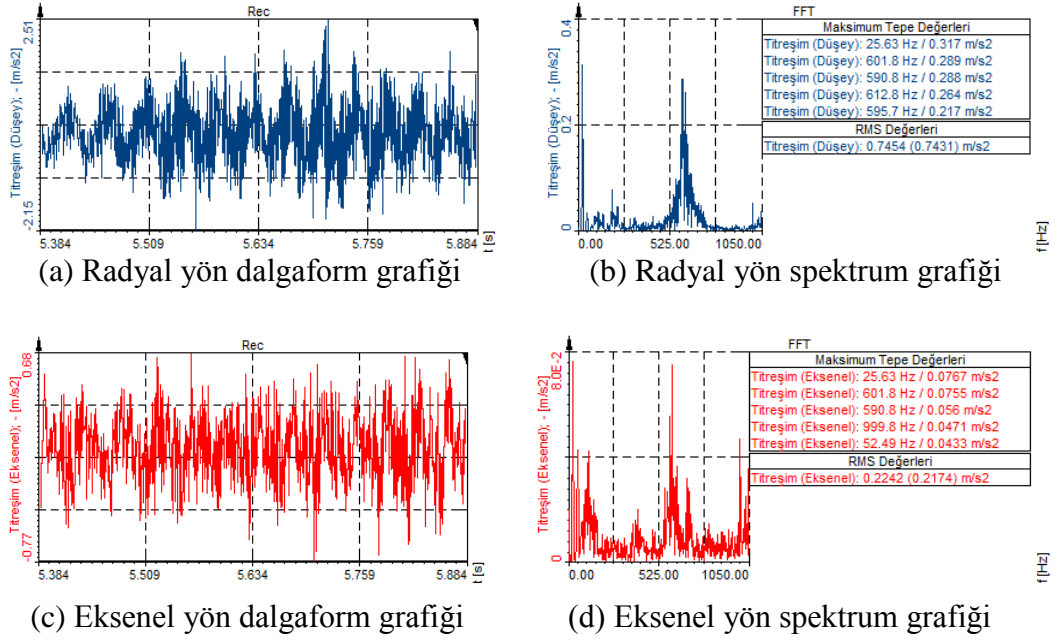 Rec
2.51
Titreşim (Düşey); - [m/s2]
-2.15
5.384
5.509
5.634
5.759
5.884
t [s]
(a) Radyal yön dalgaform grafiği
FFT
0.4
0.2
0
Titreşim (Düşey); - [m/s2]
0.00
525.00
1050.00
f [Hz]
Maksimum Tepe Değerleri
Titreşim (Düşey): 25.63 Hz / 0.317 m/s2
Titreşim (Düşey): 601.8 Hz / 0.289 m/s2
Titreşim (Düşey): 590.8 Hz / 0.288 m/s2
Titreşim (Düşey): 612.8 Hz / 0.264 m/s2
Titreşim (Düşey): 595.7 Hz / 0.217 m/s2
RMS Değerleri
Titreşim (Düşey): 0.7454 (0.7431) m/s2
(b) Radyal yön spektrum grafiği
Rec
0.68
Titreşim (Eksenel); - [m/s2]
-0.77
5.384
5.509
5.634
5.759
5.884
t [s]
(c) Eksenel yön dalgaform grafiği
FFT
8.0E-2
0
Titreşim (Eksenel); - [m/s2]
0.00
525.00
1050.00
f [Hz]
Maksimum Tepe Değerleri
Titreşim (Eksenel): 25.63 Hz / 0.0767 m/s2
Titreşim (Eksenel): 601.8 Hz / 0.0755 m/s2
Titreşim (Eksenel): 590.8 Hz / 0.056 m/s2
Titreşim (Eksenel): 999.8 Hz / 0.0471 m/s2
Titreşim (Eksenel): 52.49 Hz / 0.0433 m/s2
RMS Değerleri
Titreşim (Eksenel): 0.2242 (0.2174) m/s2
(d) Eksenel yön spektrum grafiği